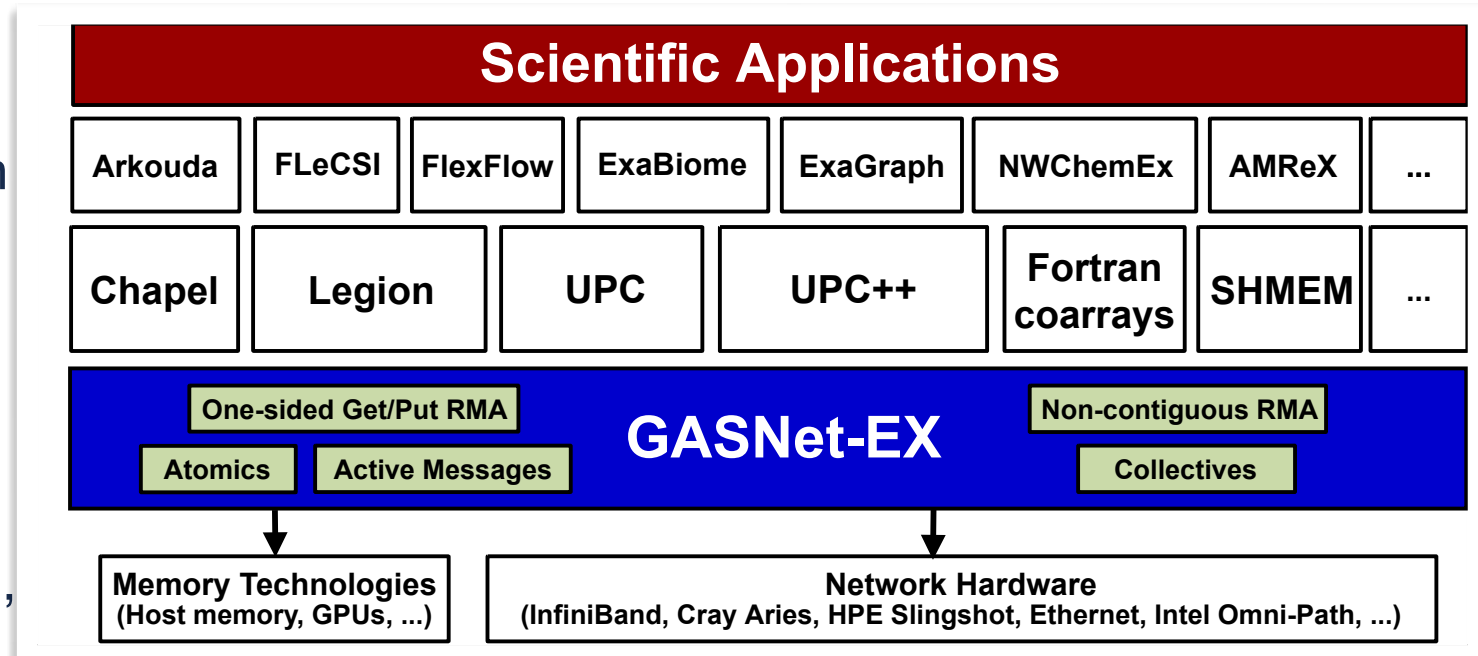 Scientific Applications
n
Arkouda FLeCSI FlexFlow ExaBiome ExaGraph NWChemEx AMReX ...
Chapel Legion UPC UPC++ Fortran coarrays SHMEM ...
One-sided Get/Put RMA
Non-contiguous RMA
GASNet-EX
Atomics Active Messages
Collectives
Memory Technologies
(Host memory, GPUs, ...)
,
Network Hardware
(InfiniBand, Cray Aries, HPE Slingshot, Ethernet, Intel Omni-Path, ...)